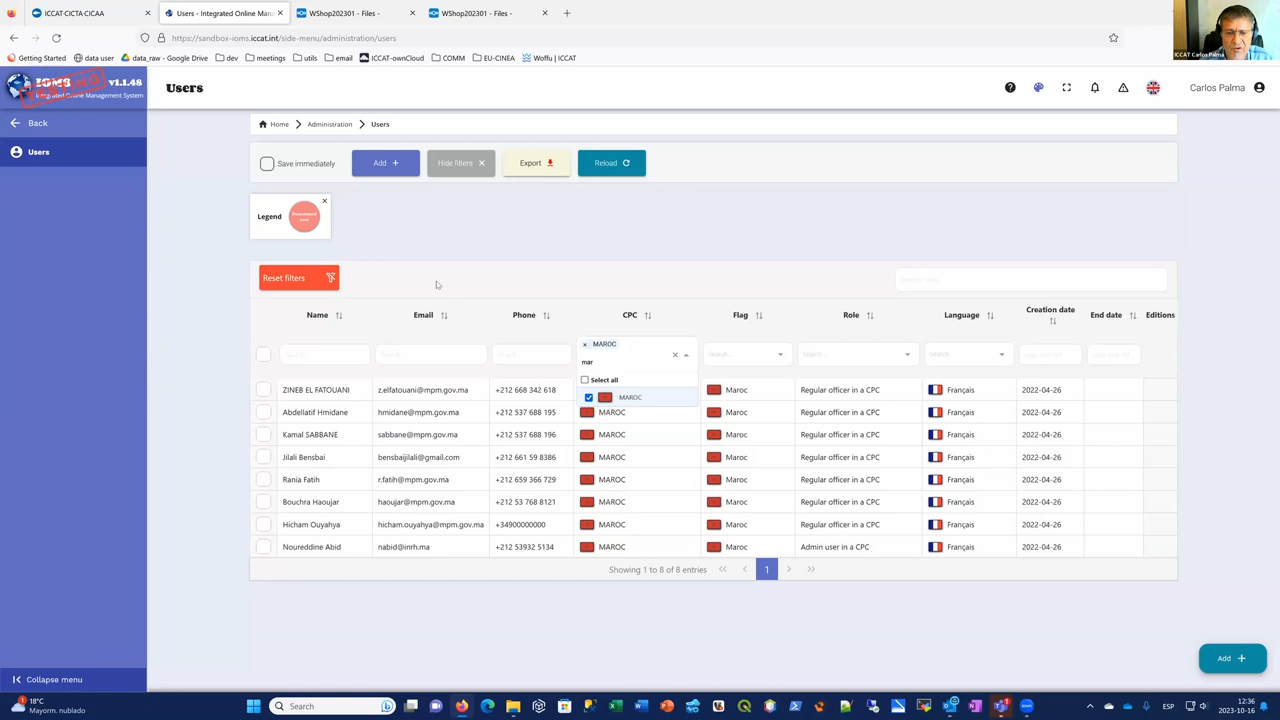 ICCAT·CICTA·CICAA
Users - Integrated Online Man
WShop202301 - Files -
WShop202301 - Files -
https://sandbox-ioms.iccat.int/side-menu/administration/users
Getting Started
data user
data_raw - Google Drive
dev
meetings
utils
email
ICCAT-ownCloud
COMM
EU-CINEA
Woffu | ICCAT
ICCAT Carlos Palma
IOMS v1.1.48
Integrated Online Management System
Users
Carlos Palma
Back
Users
Home
Administration
Users
Save immediately
Add +
Hide filters
Export
Reload
Legend
Reset filters
Name
Email
Phone
CPC
Flag
Role
Language
Creation date
End date
Editions
MAROC
mar
Select all
MAROC
ZINEB EL FATOUANI z.elfatouani@mpm.gov.ma +212 668 342 618 Maroc Regular officer in a CPC Français 2022-04-26
Abdellatif Hmidane hmidane@mpm.gov.ma +212 537 688 195 MAROC Maroc Regular officer in a CPC Français 2022-04-26
Kamal SABBANE sabbane@mpm.gov.ma +212 537 688 196 MAROC Maroc Regular officer in a CPC Français 2022-04-26
Jilali Bensbai bensbaijilali@gmail.com +212 661 59 8386 MAROC Maroc Regular officer in a CPC Français 2022-04-26
Rania Fatih r.fatih@mpm.gov.ma +212 659 366 729 MAROC Maroc Regular officer in a CPC Français 2022-04-26
Bouchra Haoujar haoujar@mpm.gov.ma +212 53 768 8121 MAROC Maroc Regular officer in a CPC Français 2022-04-26
Hicham Ouyahya hicham.ouyahya@mpm.gov.ma +34900000000 MAROC Maroc Regular officer in a CPC Français 2022-04-26
Noureddine Abid nabid@inrh.ma +212 53932 5134 MAROC Maroc Admin user in a CPC Français 2022-04-26
Showing 1 to 8 of 8 entries
1
Add +
Collapse menu
18°C
Mayorm. nublado
Search
ESP
12:36
2023-10-16